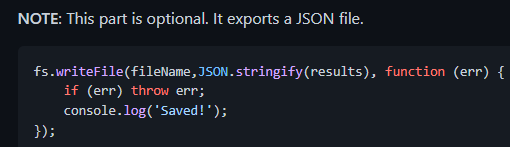 NOTE: This part is optional. It exports a JSON file.
fs.writeFile(fileName,JSON.stringify(results), function (err) {
    if (err) throw err;
    console.log('Saved!');
});